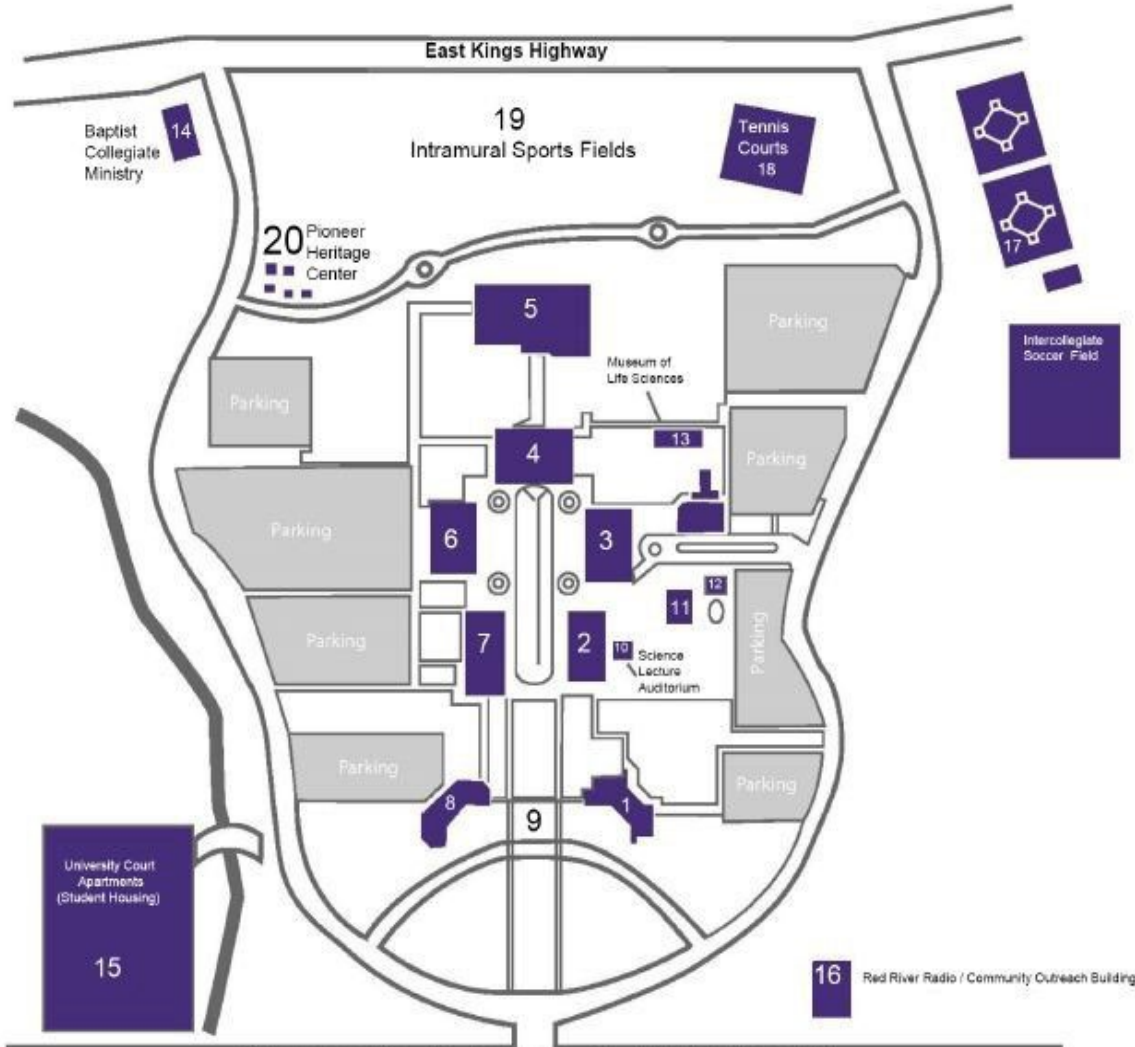 East Kings Highway
14
Baptist
Collegiate
Ministry
19
Intramural Sports Fields
Tennis
Courts
18
17
20
Pioneer
Heritage
Center
5
Parking
Intercollegiate
Soccer Field
Museum of
Life Sciences
Parking
4
13
Parking
6
3
Parking
12
11
Parking
7
2
10
Science
Lecture
Auditorium
Parking
Parking
Parking
8
1
9
University Court
Apartments
(Student Housing)
15
16
Red River Radio / Community Outreach Building